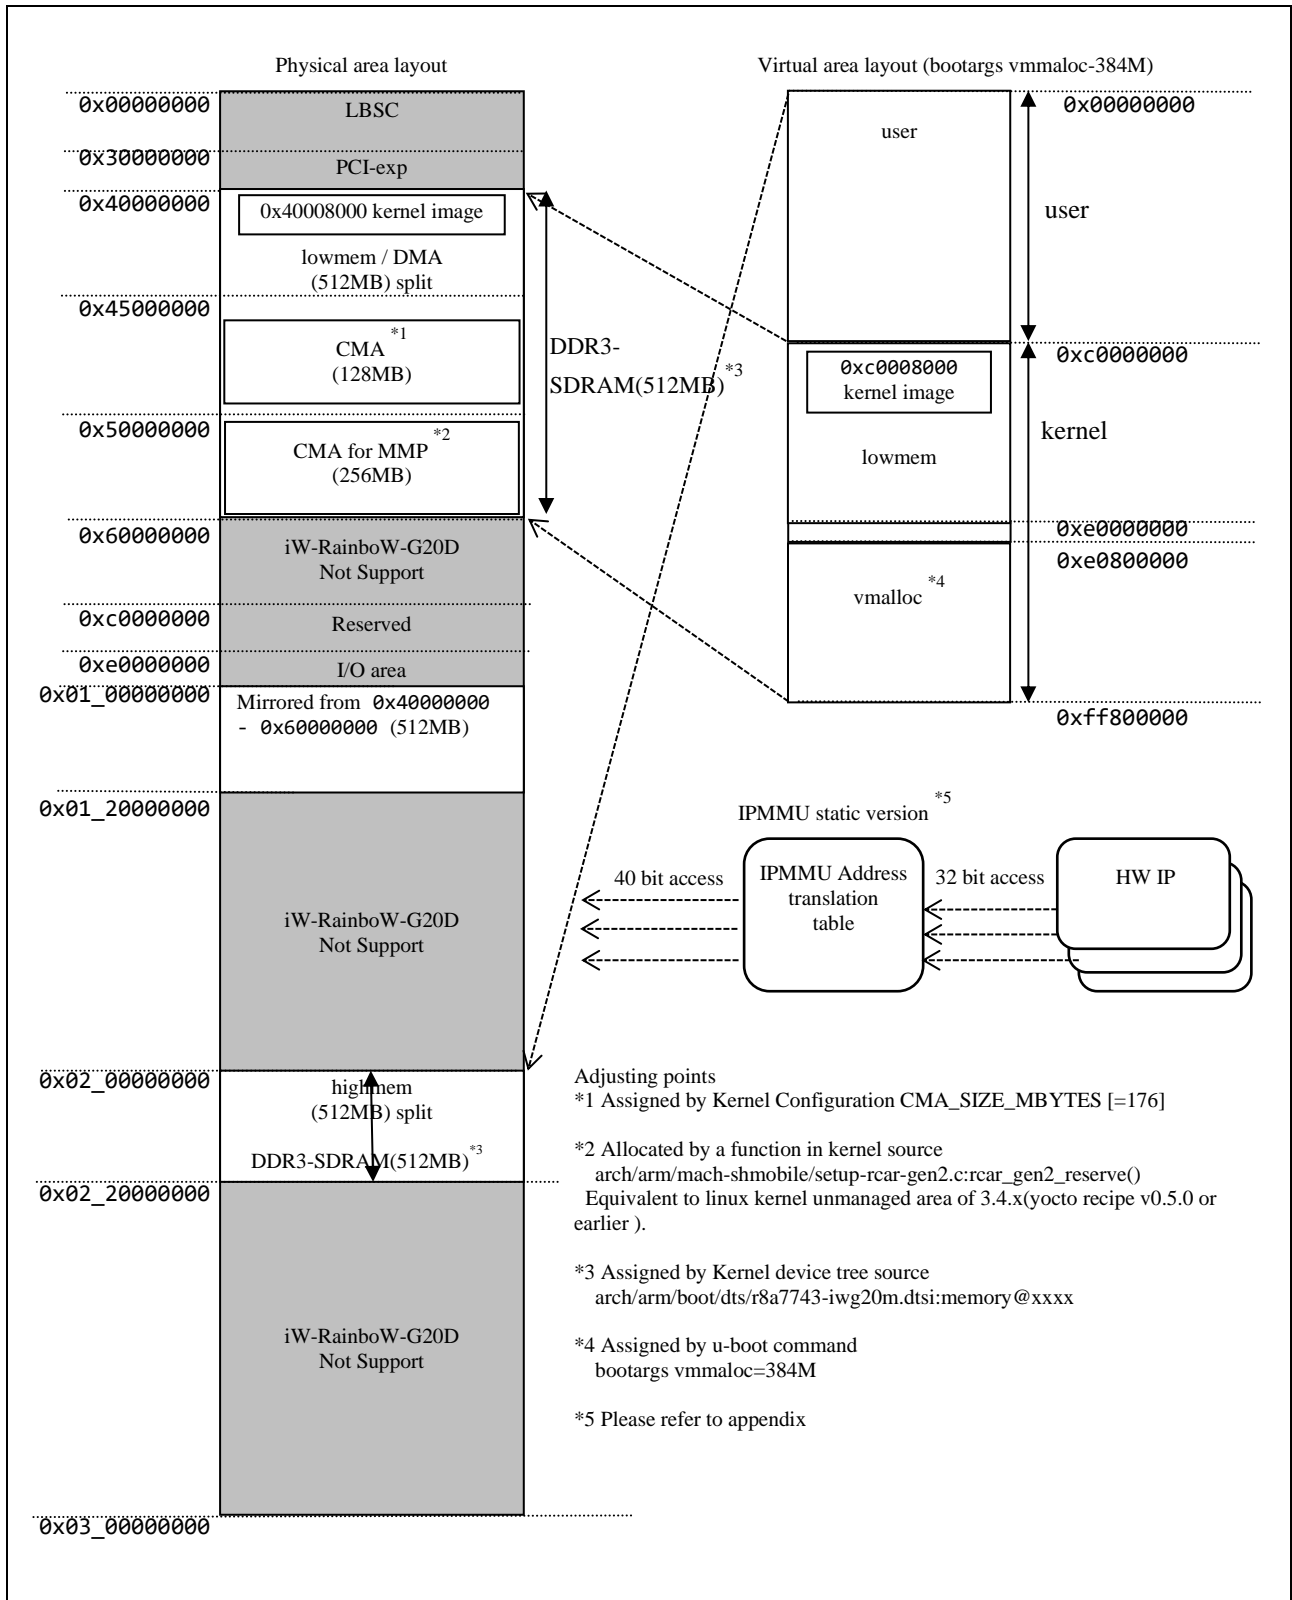 Physical area layout
0x00000000
LBSC
0x30000000
PCI-exp
0x40000000
0x40008000 kernel image
lowmem / DMA
(512MB) split
0x45000000
CMA *1
(128MB)
0x50000000
CMA for MMP *2
(256MB)
DDR3-
SDRAM(512MB) *3
0x60000000
iW-RainboW-G20D
Not Support
0xc0000000
Reserved
0xe0000000
I/O area
0x01_00000000
Mirrored from 0x40000000
- 0x60000000 (512MB)
0x01_20000000
iW-RainboW-G20D
Not Support
0x02_00000000
highmem
(512MB) split
DDR3-SDRAM(512MB) *3
0x02_20000000
iW-RainboW-G20D
Not Support
0x03_00000000
Virtual area layout (bootargs vmmaloc-384M)
0x00000000
user
user
0xc0000000
0xc0008000
kernel image
kernel
lowmem
0xe0000000
0xe0800000
vmalloc *4
0xff800000
IPMMU static version *5
40 bit access
IPMMU Address
translation
table
32 bit access
HW IP
Adjusting points
*1 Assigned by Kernel Configuration CMA_SIZE_MBYTES [=176]
*2 Allocated by a function in kernel source
arch/arm/mach-shmobile/setup-rcar-gen2.c:rcar_gen2_reserve()
Equivalent to linux kernel unmanaged area of 3.4.x(yocto recipe v0.5.0 or
earlier ).
*3 Assigned by Kernel device tree source
arch/arm/boot/dts/r8a7743-iwg20m.dtsi:memory@xxxx
*4 Assigned by u-boot command
bootargs vmmaloc=384M
*5 Please refer to appendix